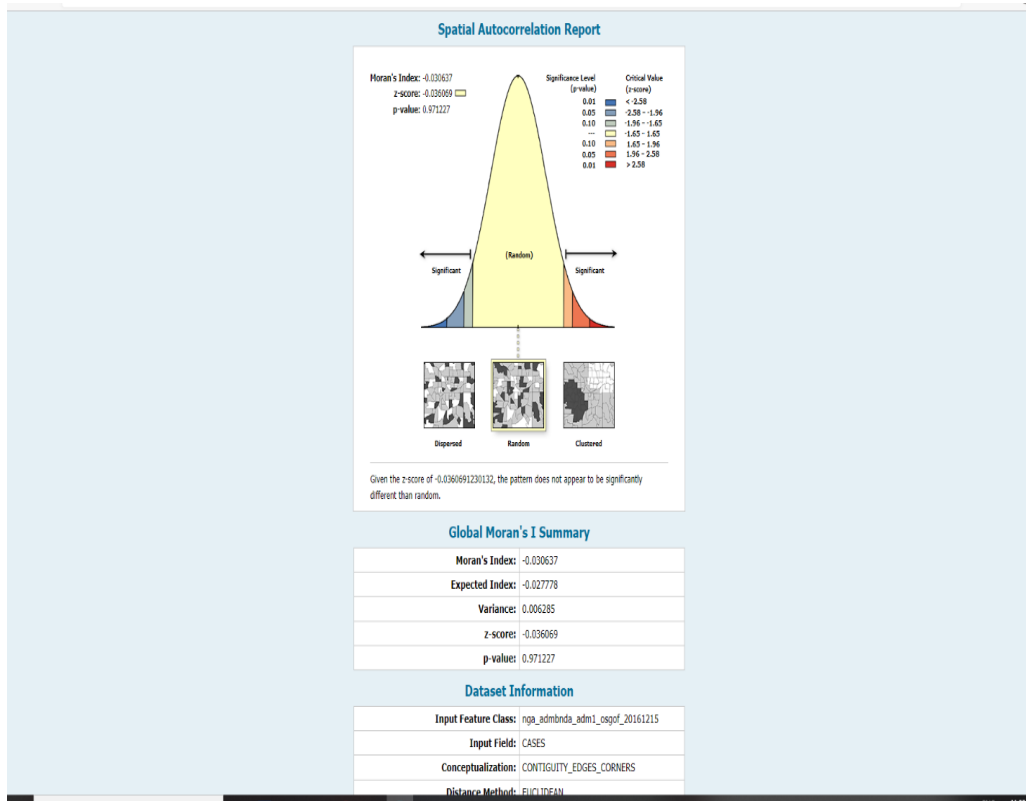 Spatial Autocorrelation Report
Moran's Index: -0.030637
z-score: -0.036069
p-value: 0.971227
Significance Level Critical Value
(p-value) (z-score)
0.01 < -2.58
0.05 -2.58 - -1.96
0.10 -1.96 - -1.65
--- -1.65 - 1.65
0.10 1.65 - 1.96
0.05 1.96 - 2.58
0.01 > 2.58
(Random)
Significant Significant
Dispersed Random Clustered
Given the z-score of -0.0360691230132, the pattern does not appear to be significantly
different than random.
Global Moran's I Summary
Moran's Index: -0.030637
Expected Index: -0.027778
Variance: 0.006285
z-score: -0.036069
p-value: 0.971227
Dataset Information
Input Feature Class: nga_admbnda_adm1_osgof_20161215
Input Field: CASES
Conceptualization: CONTIGUITY_EDGES_CORNERS
Distance Method: EUCLIDEAN